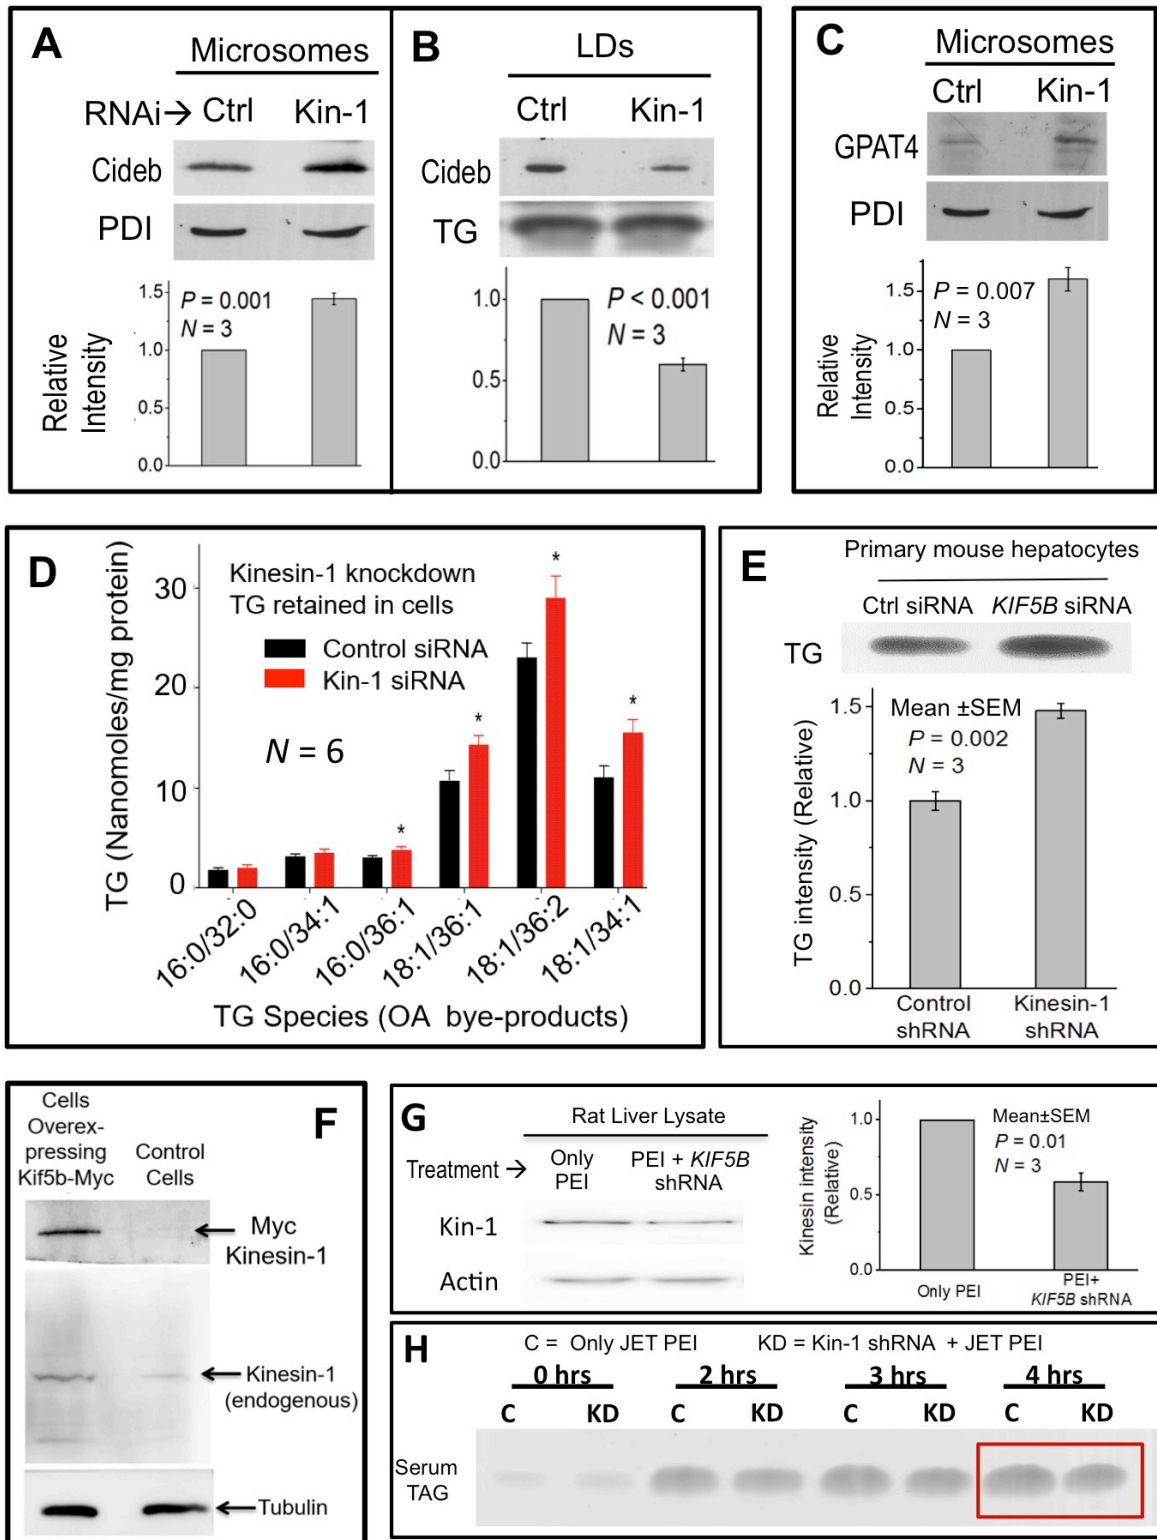 A
Microsomes
RNAi→ Ctrl Kin-1
Cideb
PDI
1.5
1.0
0.5
0.0
Relative
Intensity
P = 0.001
N = 3
B
LDs
Ctrl Kin-1
Cideb
TG
1.0
0.5
0.0
P < 0.001
N = 3
C
Microsomes
Ctrl Kin-1
GPAT4
PDI
1.5
1.0
0.5
0.0
Relative
Intensity
P = 0.007
N = 3
D
Kinesin-1 knockdown
TG retained in cells
Control siRNA
Kin-1 siRNA
N = 6
TG (Nanomoles/mg protein)
30
20
10
0
* * * *
16:0/32:0 16:0/34:1 16:0/36:1 18:1/36:1 18:1/36:2 18:1/34:1
TG Species (OA bye-products)
E
Primary mouse hepatocytes
Ctrl siRNA KIF5B siRNA
TG
TG intensity (Relative)
1.5
1.0
0.5
0.0
Mean ±SEM
P = 0.002
N = 3
Control Kinesin-1
shRNA shRNA
F
Cells
Overex-
pressing
Kif5b-Myc
Control
Cells
Myc
Kinesin-1
Kinesin-1
(endogenous)
Tubulin
G
Rat Liver Lysate
Treatment →
Only
PEI
PEI + KIF5B
shRNA
Kin-1
Actin
Kinesin intensity
(Relative)
1.0
0.5
0.0
Mean±SEM
P = 0.01
N = 3
Only PEI
PEI+
KIF5B shRNA
H
C = Only JET PEI KD = Kin-1 shRNA + JET PEI
0 hrs 2 hrs 3 hrs 4 hrs
C KD C KD C KD C KD
Serum
TAG